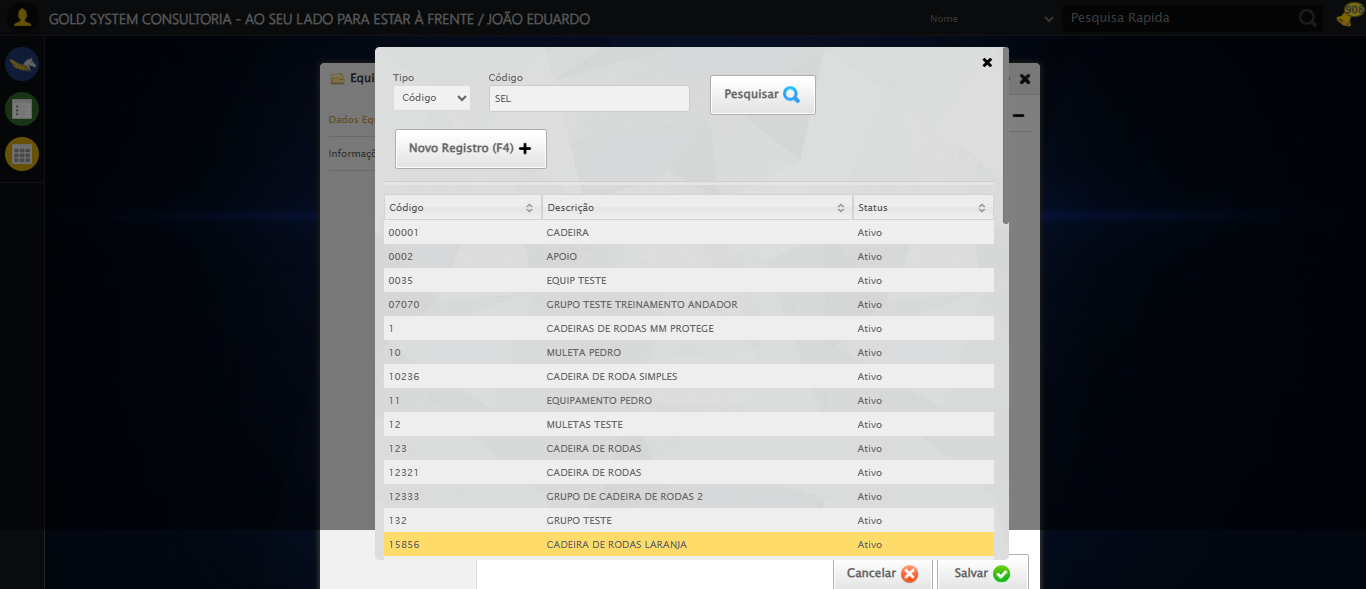 GOLD SYSTEM CONSULTORIA - AO SEU LADO PARA ESTAR À FRENTE / JOÃO EDUARDO
Nome
Pesquisa Rapida
908
Equi
Tipo
Código
Código
SEL
Pesquisar
Dados Equ
Informaçõ
Novo Registro (F4)
Código Descrição Status
00001 CADEIRA Ativo
0002 APOIO Ativo
0035 EQUIP TESTE Ativo
07070 GRUPO TESTE TREINAMENTO ANDADOR Ativo
1 CADEIRAS DE RODAS MM PROTEGE Ativo
10 MULETA PEDRO Ativo
10236 CADEIRA DE RODA SIMPLES Ativo
11 EQUIPAMENTO PEDRO Ativo
12 MULETAS TESTE Ativo
123 CADEIRA DE RODAS Ativo
12321 CADEIRA DE RODAS Ativo
12333 GRUPO DE CADEIRA DE RODAS 2 Ativo
132 GRUPO TESTE Ativo
15856 CADEIRA DE RODAS LARANJA Ativo
Cancelar Salvar